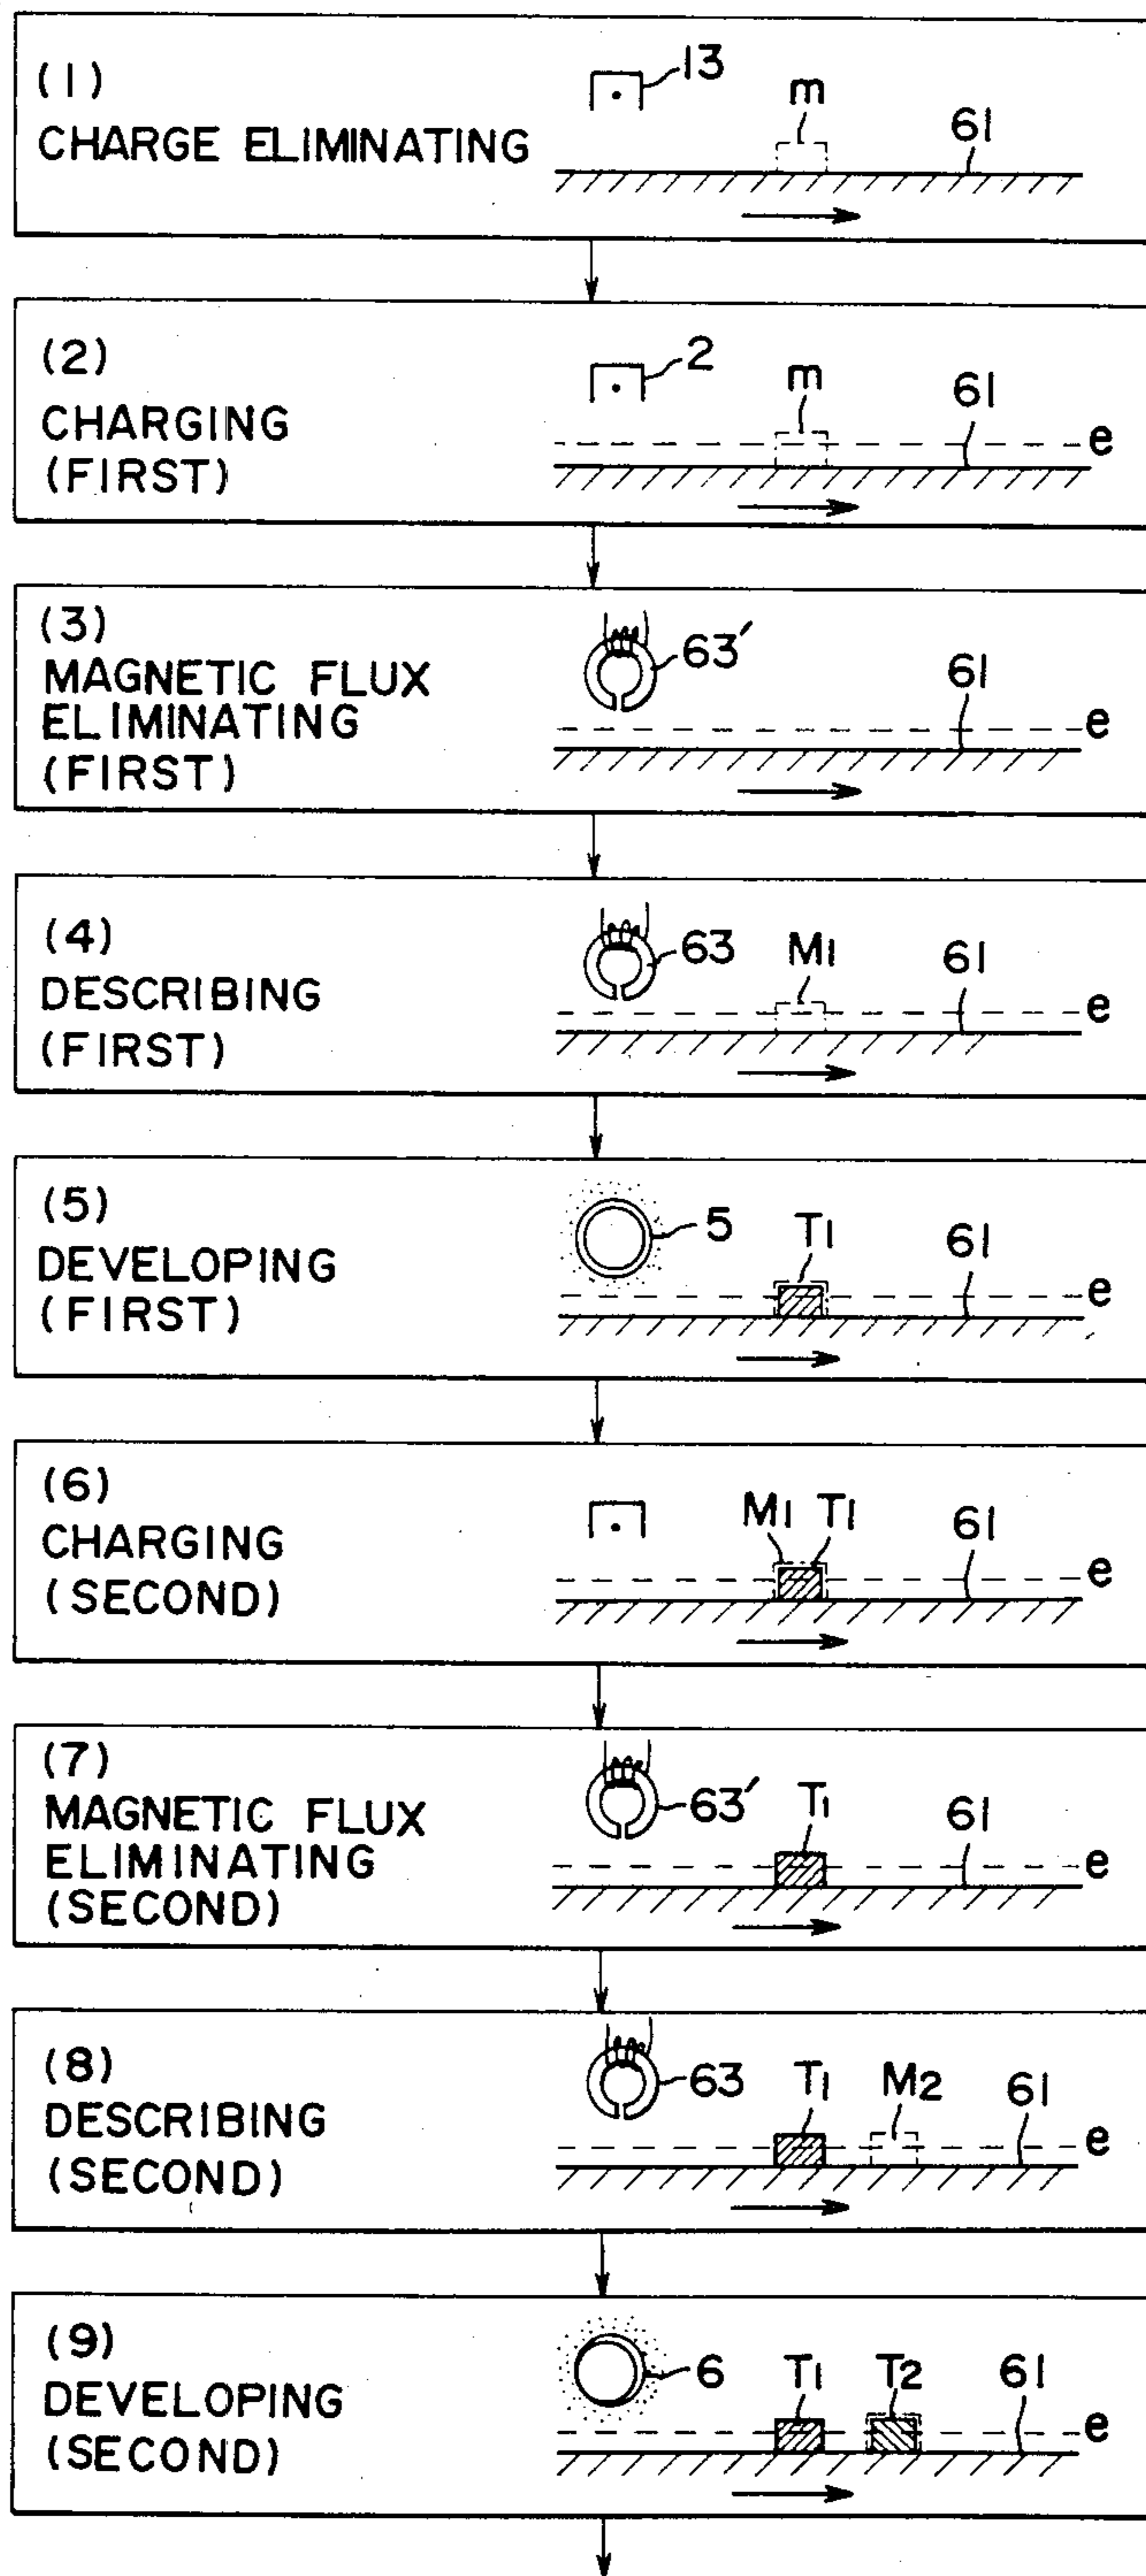 (1)
CHARGE ELIMINATING
13
m
61
(2)
CHARGING
(FIRST)
2
m
61
e
(3)
MAGNETIC FLUX
ELIMINATING
(FIRST)
63′
61
e
(4)
DESCRIBING
(FIRST)
63
M1
61
e
(5)
DEVELOPING
(FIRST)
5
T1
61
e
(6)
CHARGING
(SECOND)
M1 T1
61
e
(7)
MAGNETIC FLUX
ELIMINATING
(SECOND)
63′
T1
61
e
(8)
DESCRIBING
(SECOND)
63
T1
M2
61
e
(9)
DEVELOPING
(SECOND)
6
T1
T2
61
e